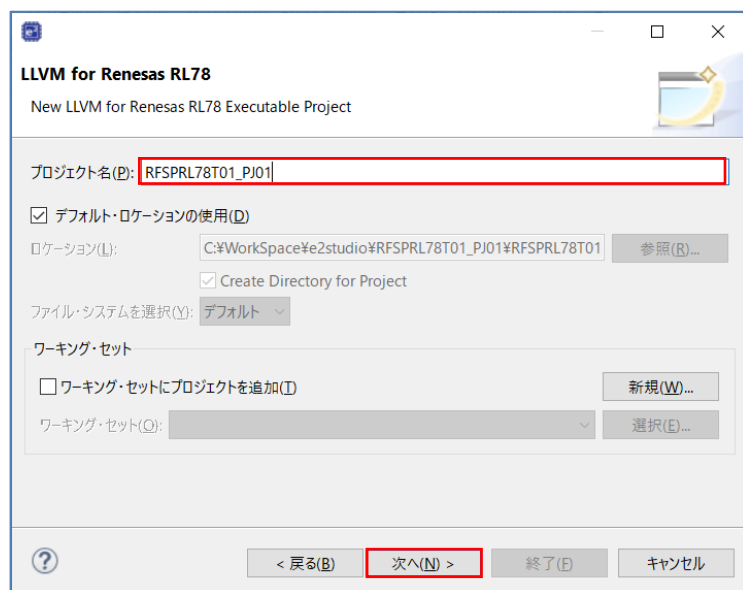 LLVM for Renesas RL78
New LLVM for Renesas RL78 Executable Project
プロジェクト名(P): RFSPRL78T01_PJ01
デフォルト・ロケーションの使用(D)
ロケーション(L): C:¥WorkSpace¥e2studio¥RFSPRL78T01_PJ01¥RFSPRL78T01 参照(R)...
Create Directory for Project
ファイル・システムを選択(Y): デフォルト
ワーキング・セット
ワーキング・セットにプロジェクトを追加(T) 新規(W)...
ワーキング・セット(O): 選択(E)...
< 戻る(B) 次へ(N) > 終了(F) キャンセル